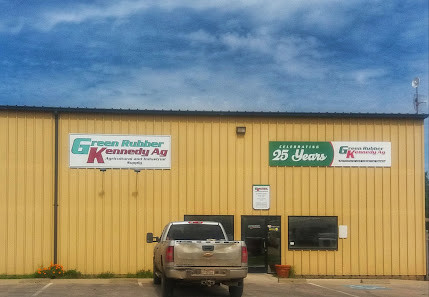 Green Rubber
Kennedy Ag
Agricultural and Industrial
Supply
CELEBRATING
25 Years
Green Rubber
Kennedy Ag